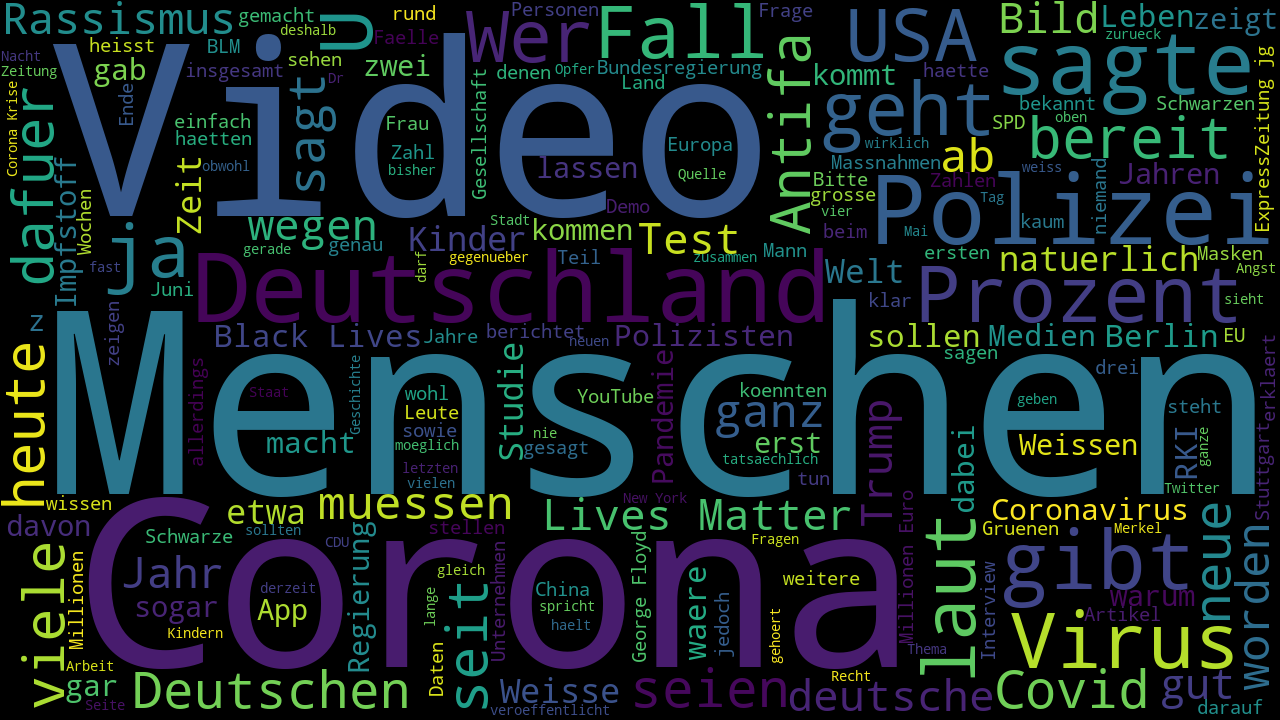 Rassismus
gemacht
deshalb
rund
Personen
Frage
Bild
Leben
zeigt
Nacht
heisst
BLM
U
Faelle
Wer
Fall
USA
zurueck
Zeitung
gab
insgesamt
sehen
zwei
denen
Opfer
Bundesregierung
Antifa
kommt
haette
sagte
ExpressZeitung jg
Corona Krise
dafuer
Ende
Video
Dr
sagt
Gesellschaft
Land
geht
bekannt
Schwarzen
einfach
haetten
Frau
Zahl
bisher
Europa
Quelle
lassen
SPD
oben
bereit
obwohl
zeit
wirklich
Massnahmen
ab
weiss
niemand
Jahren
Impfstoff
Wochen
Bitte
grosse
vier
Zahlen
Tag
Polizei
ja
wegen
gerade
genau
Kinder
Stadt
Demo
kommen
Test
beim
Mai
kaum
gegenueber
darf
Teil
zusammen
Mann
ersten
natuerlich
Masken
Angst
fast
Juni
Deutschland
Welt
klar
Prozent
sieht
z
zeigen
Black Lives
Jahre
berichtet
neuen
Polizisten
sollen
sagen
Medien
Berlin
EU
heute
allerdings
Staat
Geschichte
Menschen
wohl
Leute
sowie
moeglich
letzten
vielen
Studie
nie
gesagt
YouTube
Pandemie
koennten
ganz
erst
tatsaechlich
tun
Trump
dabei
drei
geben
steht
Weissen
RKI
ganze
erklaert
Stuttgart
macht
wissen
davon
etwa
muessen
stellen
New York
Lives Matter
Fragen
Millionen Euro
Coronavirus
Twitter
Gruenen
Merkel
viele
Millionen
Schwarze
sollten
CDU
Regierung
Corona
Jahr
sogar
derzeit
App
Kindern
gleich
lange
seit
Unternehmen
China
spricht
haelt
George Floyd
waere
jedoch
weitere
gehoert
laut
Interview
gibt
warum
Artikel
neue
worden
Virus
Arbeit
gar
Seite
Deutschen
Daten
Weisse
veroeffentlicht
seien
Recht
deutsche
Thema
Covid
gut
darauf